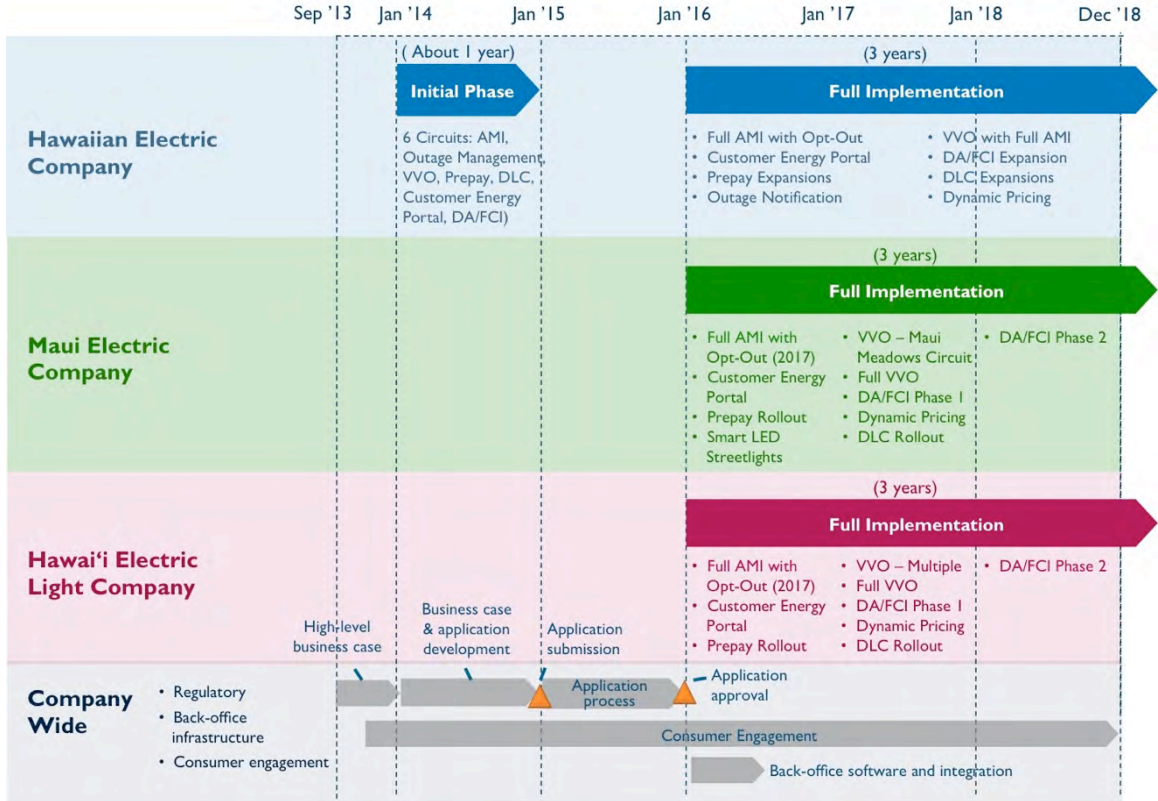 Sep ’13 Jan ’14 Jan ’15 Jan ’16 Jan ’17 Jan ’18 Dec ’18
Hawaiian Electric
Company
( About 1 year)
Initial Phase
6 Circuits: AMI,
Outage Management,
VVO, Prepay, DLC,
Customer Energy
Portal, DA/FCI)
(3 years)
Full Implementation
• Full AMI with Opt-Out
• Customer Energy Portal
• Prepay Expansions
• Outage Notification
• VVO with Full AMI
• DA/FCI Expansion
• DLC Expansions
• Dynamic Pricing
Maui Electric
Company
(3 years)
Full Implementation
• Full AMI with
Opt-Out (2017)
• Customer Energy
Portal
• Prepay Rollout
• Smart LED
Streetlights
• VVO – Maui
Meadows Circuit
• Full VVO
• DA/FCI Phase 1
• Dynamic Pricing
• DLC Rollout
• DA/FCI Phase 2
Hawai‘i Electric
Light Company
(3 years)
Full Implementation
• Full AMI with
Opt-Out (2017)
• Customer Energy
Portal
• Prepay Rollout
• VVO – Multiple
• Full VVO
• DA/FCI Phase 1
• Dynamic Pricing
• DLC Rollout
• DA/FCI Phase 2
High-level
business case
Business case
& application
development
Application
submission
Company
Wide
• Regulatory
• Back-office
infrastructure
• Consumer engagement
Application
process
Application
approval
Consumer Engagement
Back-office software and integration